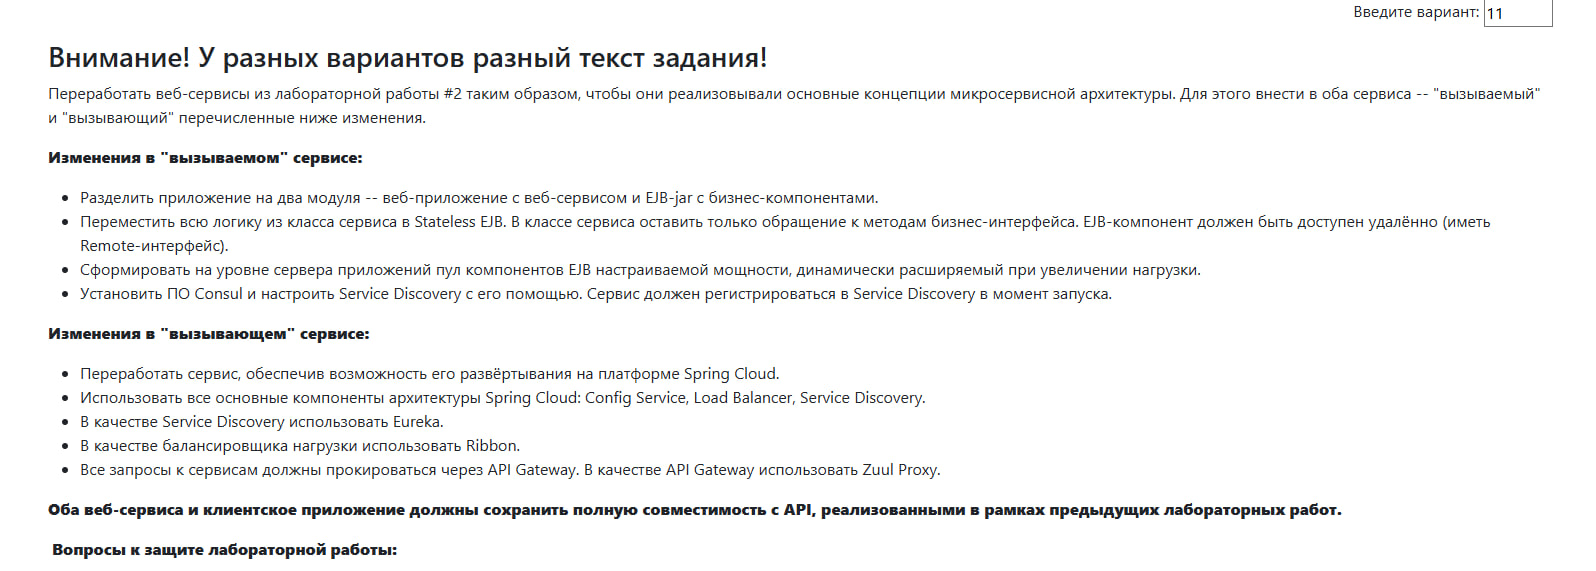 Введите вариант: 11
Внимание! У разных вариантов разный текст задания!
Переработать веб-сервисы из лабораторной работы #2 таким образом, чтобы они реализовывали основные концепции микросервисной архитектуры. Для этого внести в оба сервиса -- "вызываемый"
и "вызывающий" перечисленные ниже изменения.
Изменения в "вызываемом" сервисе:
• Разделить приложение на два модуля -- веб-приложение с веб-сервисом и EJB-jar с бизнес-компонентами.
• Переместить всю логику из класса сервиса в Stateless EJB. В классе сервиса оставить только обращение к методам бизнес-интерфейса. EJB-компонент должен быть доступен удалённо (иметь
Remote-интерфейс).
• Сформировать на уровне сервера приложений пул компонентов EJB настраиваемой мощности, динамически расширяемый при увеличении нагрузки.
• Установить ПО Consul и настроить Service Discovery с его помощью. Сервис должен регистрироваться в Service Discovery в момент запуска.
Изменения в "вызывающем" сервисе:
• Переработать сервис, обеспечив возможность его развёртывания на платформе Spring Cloud.
• Использовать все основные компоненты архитектуры Spring Cloud: Config Service, Load Balancer, Service Discovery.
• В качестве Service Discovery использовать Eureka.
• В качестве балансировщика нагрузки использовать Ribbon.
• Все запросы к сервисам должны прокироваться через API Gateway. В качестве API Gateway использовать Zuul Proxy.
Оба веб-сервиса и клиентское приложение должны сохранить полную совместимость с API, реализованными в рамках предыдущих лабораторных работ.
Вопросы к защите лабораторной работы: